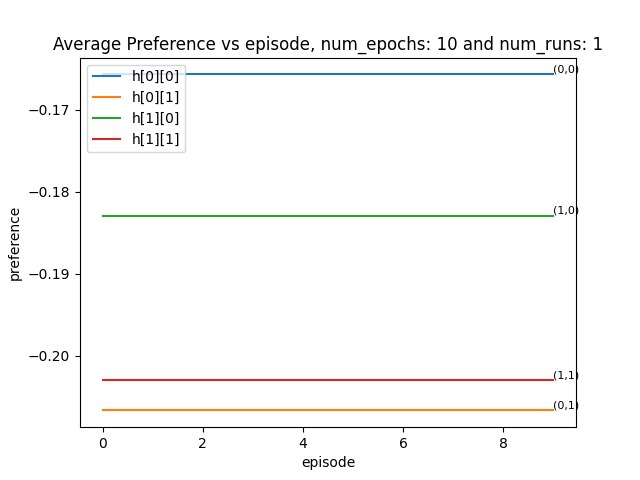 Average Preference vs episode, num_epochs: 10 and num_runs: 1
h[0][0]
h[0][1]
h[1][0]
h[1][1]
(0,0)
(1,0)
(1,1)
(0,1)
−0.17
−0.18
−0.19
−0.20
preference
0 2 4 6 8
episode